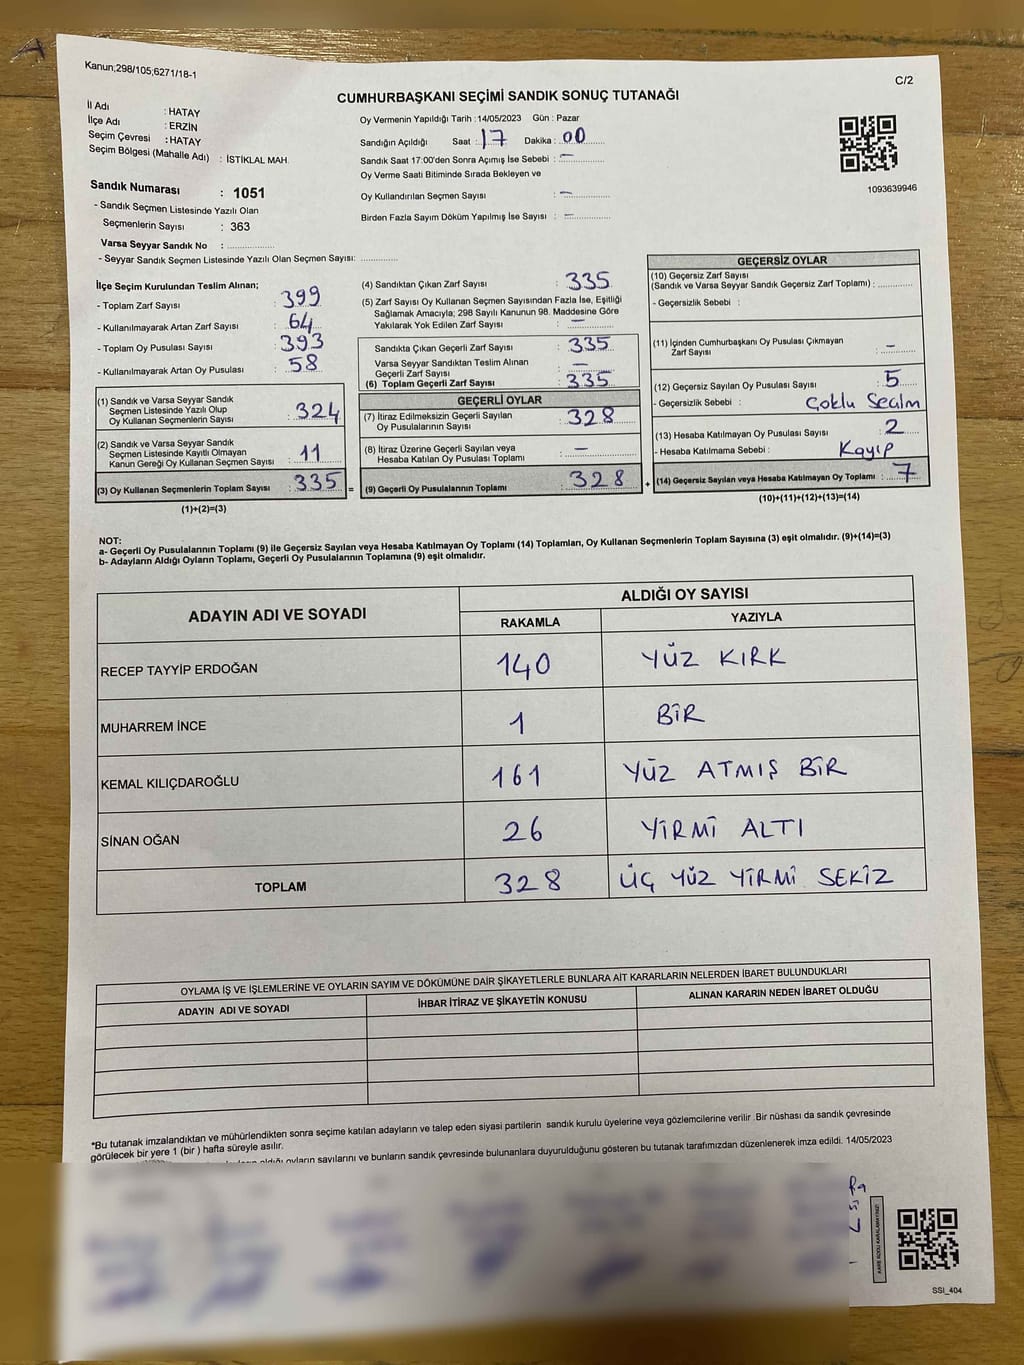 Kanun;298/105;6271/18-1
C/2
CUMHURBAŞKANI SEÇİMİ SANDIK SONUÇ TUTANAĞI
İl Adı : HATAY
İlçe Adı : ERZİN
Seçim Çevresi : HATAY
Seçim Bölgesi (Mahalle Adı) : İSTİKLAL MAH.
Sandık Numarası : 1051
- Sandık Seçmen Listesinde Yazılı Olan
Seçmenlerin Sayısı : 363
Varsa Seyyar Sandık No : ..............
- Seyyar Sandık Seçmen Listesinde Yazılı Olan Seçmen Sayısı: ............
Oy Vermenin Yapıldığı Tarih :14/05/2023 Gün : Pazar
Sandığın Açıldığı Saat : 17 Dakika : 00
Sandık Saat 17:00'den Sonra Açımış İse Sebebi : —
Oy Verme Saati Bitiminde Sırada Bekleyen ve
Oy Kullandırılan Seçmen Sayısı : —
Birden Fazla Sayım Döküm Yapılmış İse Sayısı : —
1093639946
İlçe Seçim Kurulundan Teslim Alınan;
- Toplam Zarf Sayısı : 399
- Kullanılmayarak Artan Zarf Sayısı : 64
- Toplam Oy Pusulası Sayısı : 393
- Kullanılmayarak Artan Oy Pusulası : 58
(1) Sandık ve Varsa Seyyar Sandık
Seçmen Listesinde Yazılı Olup
Oy Kullanan Seçmenlerin Sayısı : 324
(2) Sandık ve Varsa Seyyar Sandık
Seçmen Listesinde Kayıtlı Olmayan
Kanun Gereği Oy Kullanan Seçmen Sayısı : 11
(3) Oy Kullanan Seçmenlerin Toplam Sayısı : 335 =
(1)+(2)=(3)
(4) Sandıktan Çıkan Zarf Sayısı : 335
(5) Zarf Sayısı Oy Kullanan Seçmen Sayısından Fazla İse, Eşitliği
Sağlamak Amacıyla; 298 Sayılı Kanunun 98. Maddesine Göre
Yakılarak Yok Edilen Zarf Sayısı : —
Sandıkta Çıkan Geçerli Zarf Sayısı : 335
Varsa Seyyar Sandıktan Teslim Alınan
Geçerli Zarf Sayısı : —
(6) Toplam Geçerli Zarf Sayısı : 335
GEÇERLİ OYLAR
(7) İtiraz Edilmeksizin Geçerli Sayılan
Oy Pusulasının Sayısı : 328
(8) İtiraz Üzerine Geçerli Sayılan veya
Hesaba Katılan Oy Pusulası Toplamı : —
(9) Geçerli Oy Pusulalarının Toplamı : 328 +
GEÇERSİZ OYLAR
(10) Geçersiz Zarf Sayısı
(Sandık ve Varsa Seyyar Sandık Geçersiz Zarf Toplamı) : ............
- Geçersizlik Sebebi :
(11) İçinden Cumhurbaşkanı Oy Pusulası Çıkmayan
Zarf Sayısı : —
(12) Geçersiz Sayılan Oy Pusulası Sayısı : 5
- Geçersizlik Sebebi : Çoklu Seçim
(13) Hesaba Katılmayan Oy Pusulası Sayısı : 2
- Hesaba Katılmama Sebebi : Kayıp
(14) Geçersiz Sayılan veya Hesaba Katılmayan Oy Toplamı : 7
(10)+(11)+(12)+(13)=(14)
NOT:
a- Geçerli Oy Pusulalarının Toplamı (9) ile Geçersiz Sayılan veya Hesaba Katılmayan Oy Toplamı (14) Toplamları, Oy Kullanan Seçmenlerin Toplam Sayısına (3) eşit olmalıdır. (9)+(14)=(3)
b- Adayların Aldığı Oyların Toplamı, Geçerli Oy Pusulalarının Toplamına (9) eşit olmalıdır.
ADAYIN ADI VE SOYADI ALDIĞI OY SAYISI
RAKAMLA YAZIYLA
RECEP TAYYİP ERDOĞAN 140 YÜZ KIRK
MUHARREM İNCE 1 BİR
KEMAL KILIÇDAROĞLU 161 YÜZ ATMIŞ BİR
SİNAN OĞAN 26 YİRMİ ALTI
TOPLAM 328 ÜÇ YÜZ YİRMİ SEKİZ
OYLAMA İŞ VE İŞLEMLERİNE VE OYLARIN SAYIM VE DÖKÜMÜNE DAİR ŞİKAYETLERLE BUNLARA AİT KARARLARIN NELERDEN İBARET BULUNDUKLARI
ADAYIN ADI VE SOYADI İHBAR İTİRAZ VE ŞİKAYETİN KONUSU ALINAN KARARIN NEDEN İBARET OLDUĞU
*Bu tutanak imzalandıktan ve mühürlendikten sonra seçime katılan adayların ve talep eden siyasi partilerin sandık kurulu üyelerine veya gözlemcilerine verilir .Bir nüshası da sandık çevresinde
görülecek bir yere 1 (bir ) hafta süreyle asılır.
aldığı oyların sayılarını ve bunların sandık çevresinde bulunanlara duyurulduğunu gösteren bu tutanak tarafımızdan düzenlenerek imza edildi. 14/05/2023
KARE KODU KARALAMAYINIZ!
SSI_404